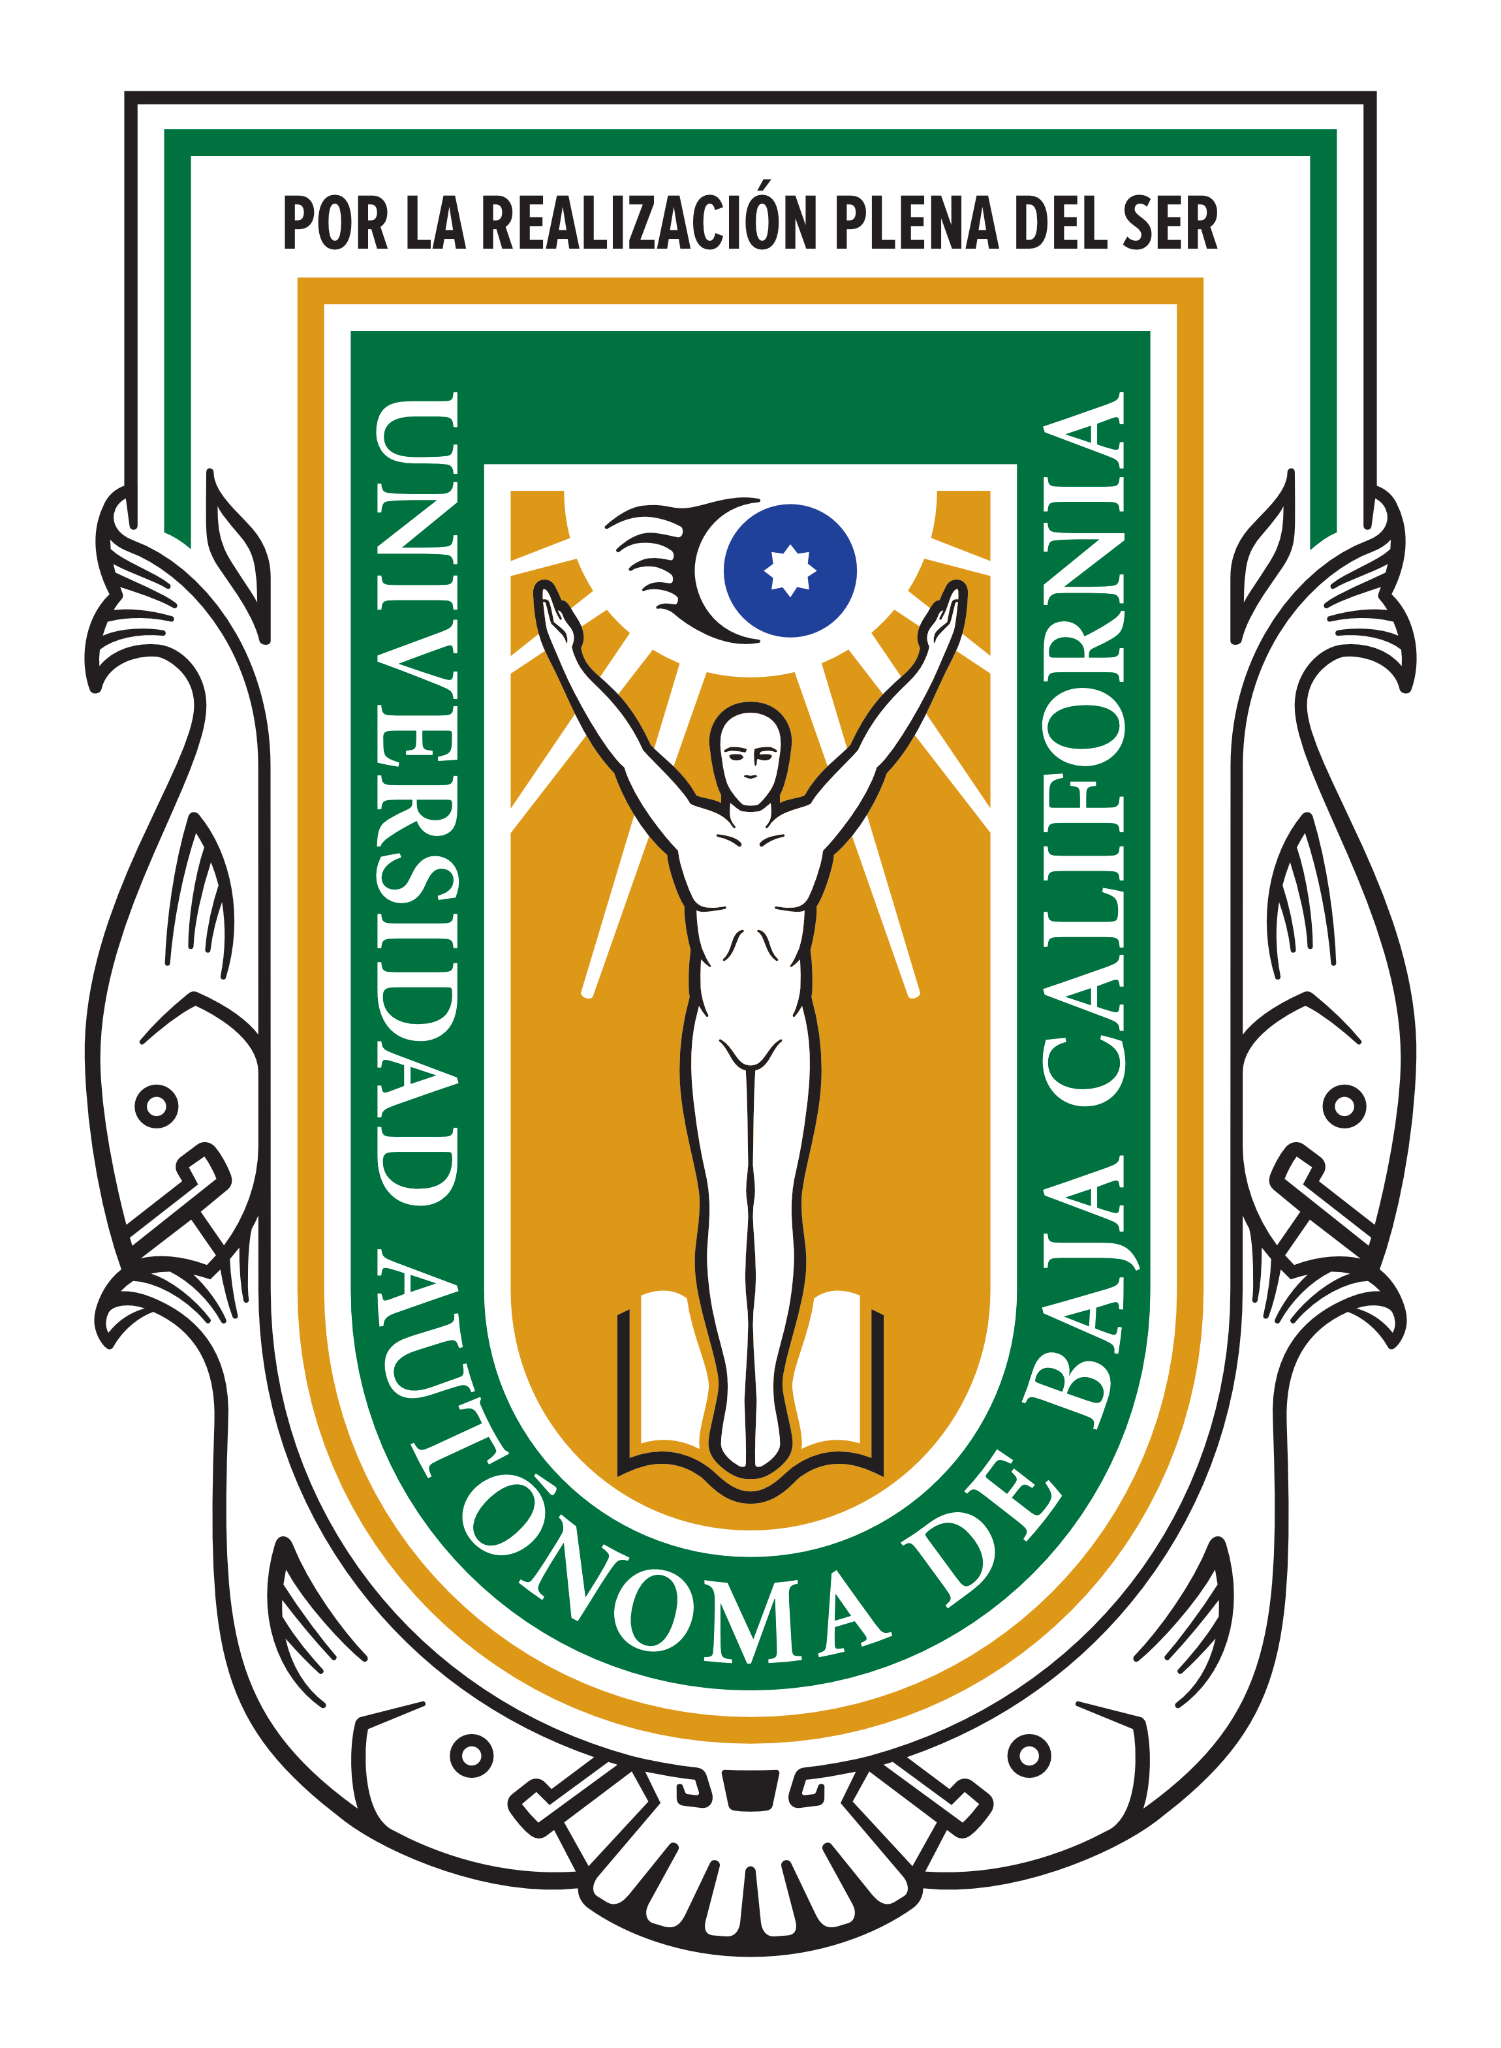 POR LA REALIZACIÓN PLENA DEL SER
UNIVERSIDAD AUTÓNOMA DE BAJA CALIFORNIA